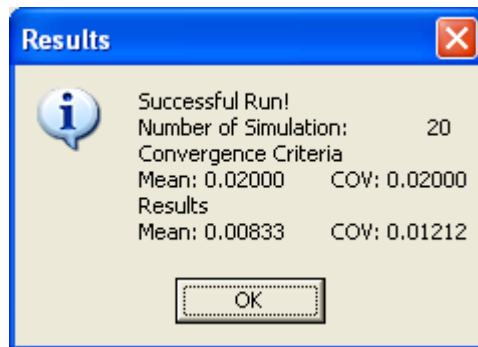 Results
Successful Run!
Number of Simulation: 20
Convergence Criteria
Mean: 0.02000 COV: 0.02000
Results
Mean: 0.00833 COV: 0.01212
OK